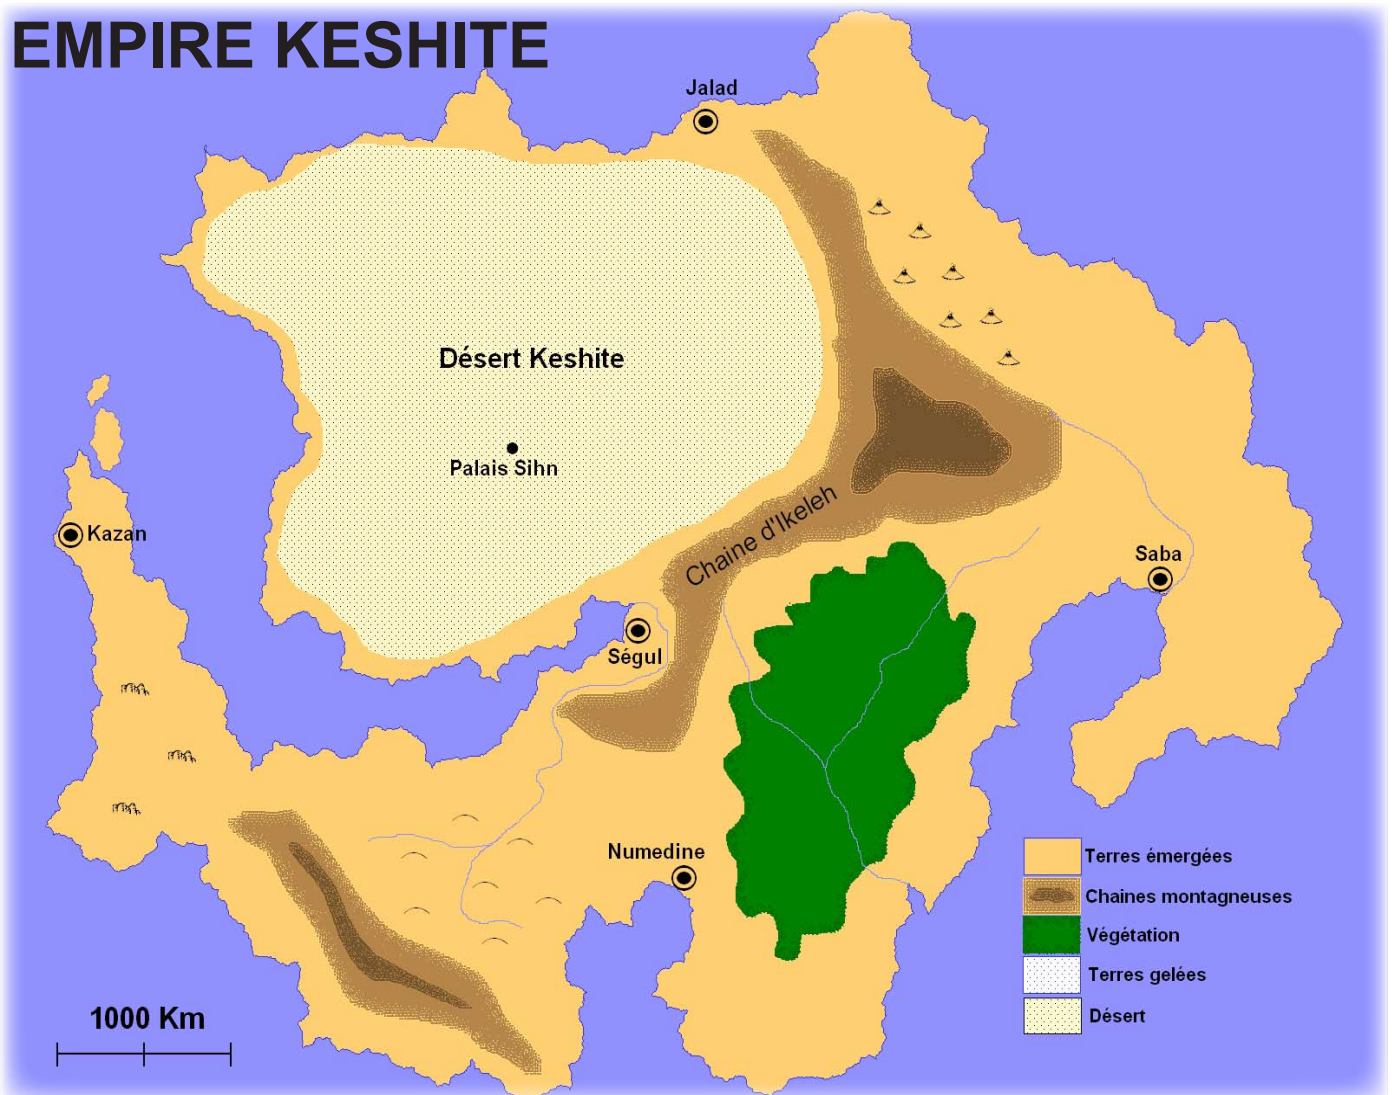 EMPIRE KESHITE
Jalad
Désert Keshite
Palais Sihn
Kazan
Chaine d'Ikeleh
Saba
Ségul
Numedine
Terres émergées
Chaines montagneuses
Végétation
Terres gelées
Désert
1000 Km